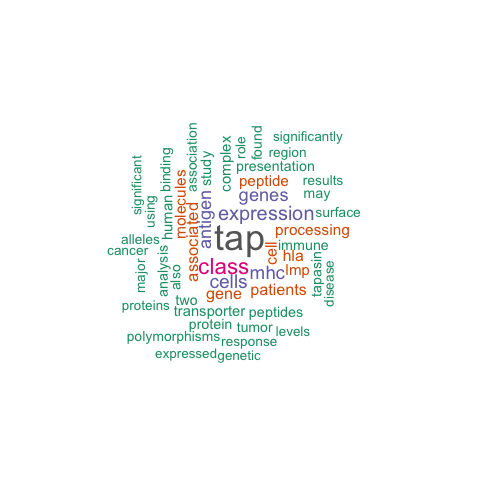 association
significantly
found
role
complex
region
study
presentation
binding
significant
molecules
peptide
results
may
genes
human
using
antigen
expression
surface
associated
tap
processing
alleles
cell
immune
cancer
hla
analysis
class
mhc
lmp
tapasin
major
also
cells
disease
gene
patients
two
proteins
transporter
peptides
protein
tumor
levels
polymorphisms
response
expressed
genetic